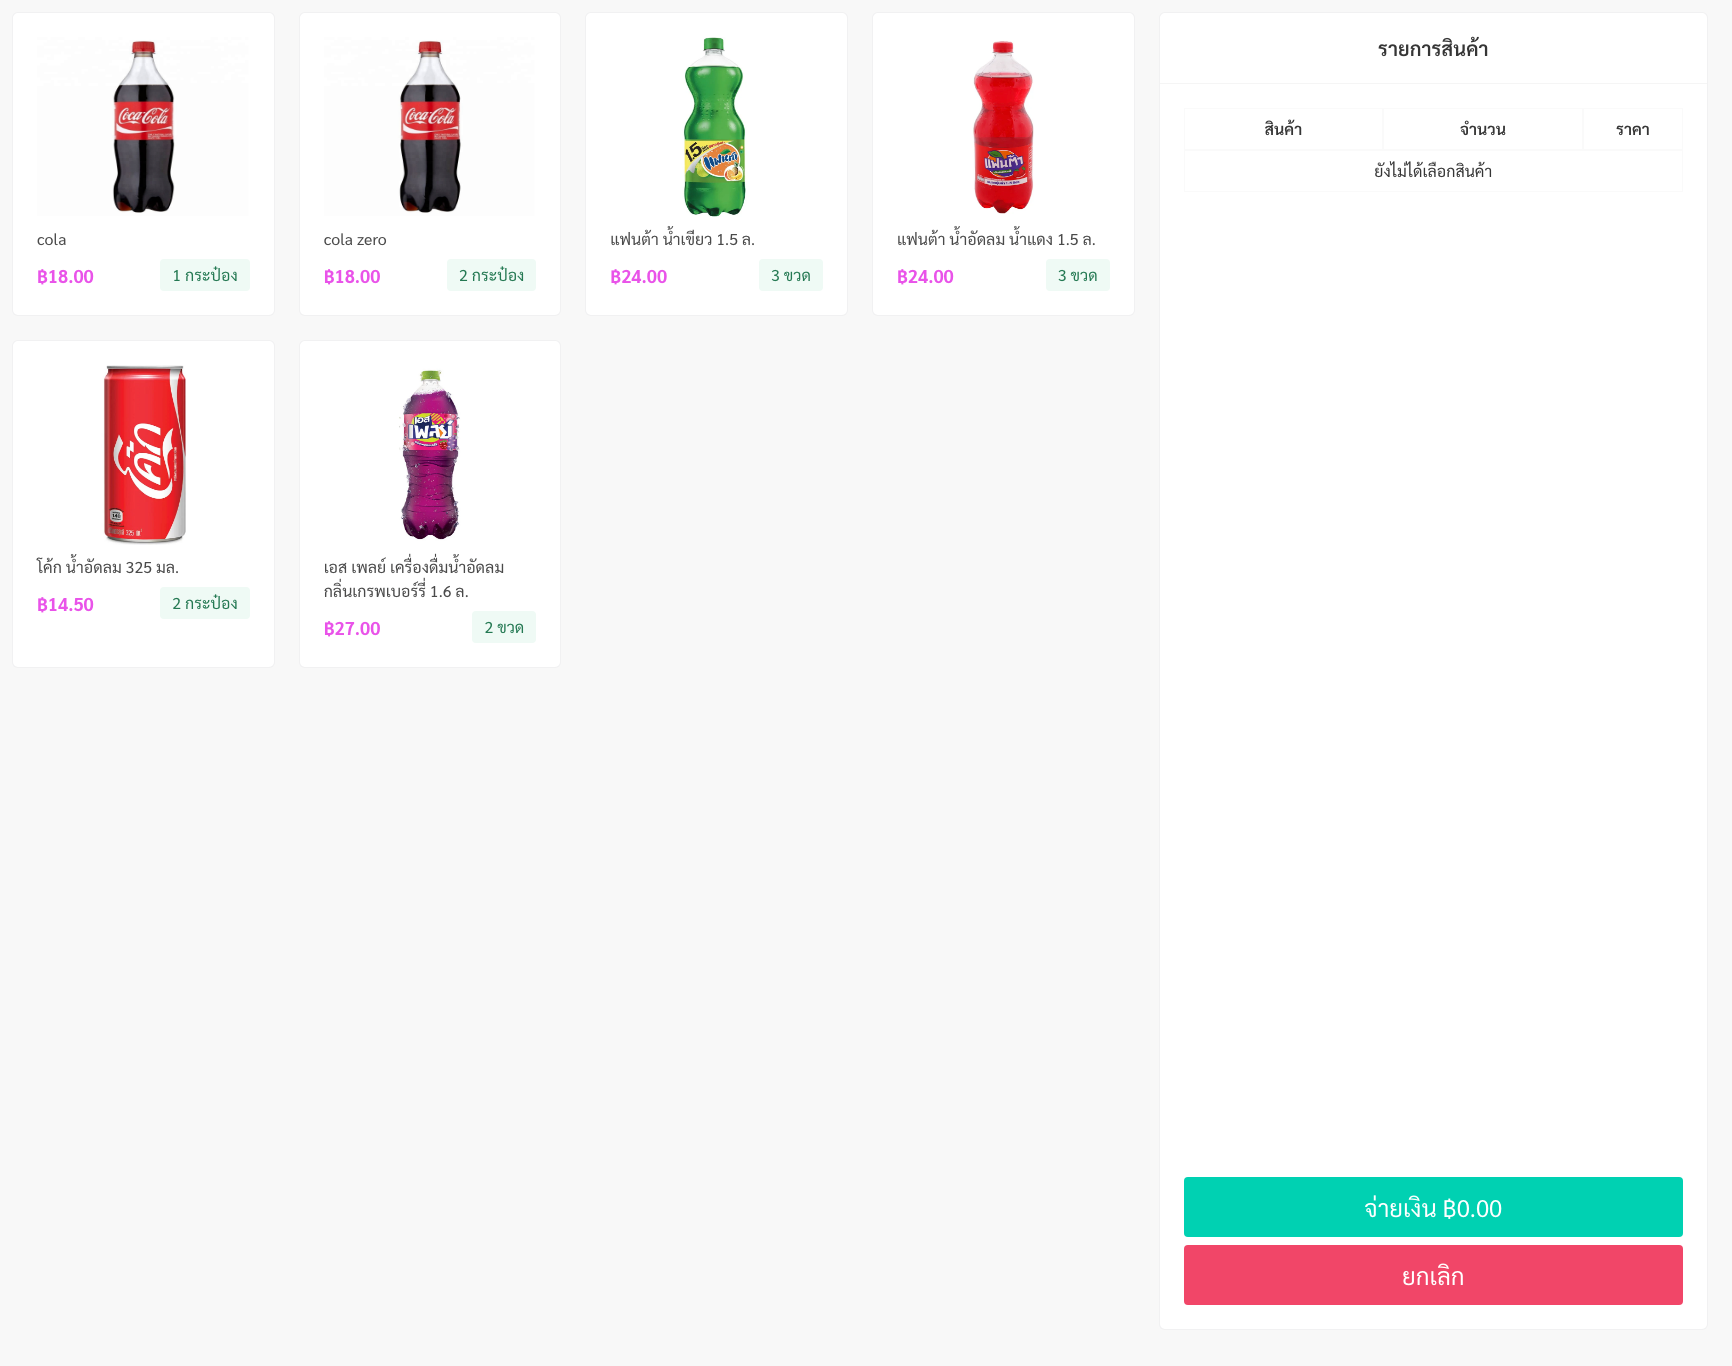 Coca-Cola
cola
฿18.00
1 กระป๋อง
Coca-Cola
cola zero
฿18.00
2 กระป๋อง
1.5
แฟนต้า
แฟนต้า น้ำเขียว 1.5 ล.
฿24.00
3 ขวด
แฟนต้า
แฟนต้า น้ำอัดลม น้ำแดง 1.5 ล.
฿24.00
3 ขวด
โค้ก
โค้ก น้ำอัดลม 325 มล.
฿14.50
2 กระป๋อง
เอส
เพลย์
เอส เพลย์ เครื่องดื่มน้ำอัดลม
กลิ่นเกรพเบอร์รี่ 1.6 ล.
฿27.00
2 ขวด
รายการสินค้า
สินค้า จำนวน ราคา
ยังไม่ได้เลือกสินค้า
จ่ายเงิน ฿0.00
ยกเลิก